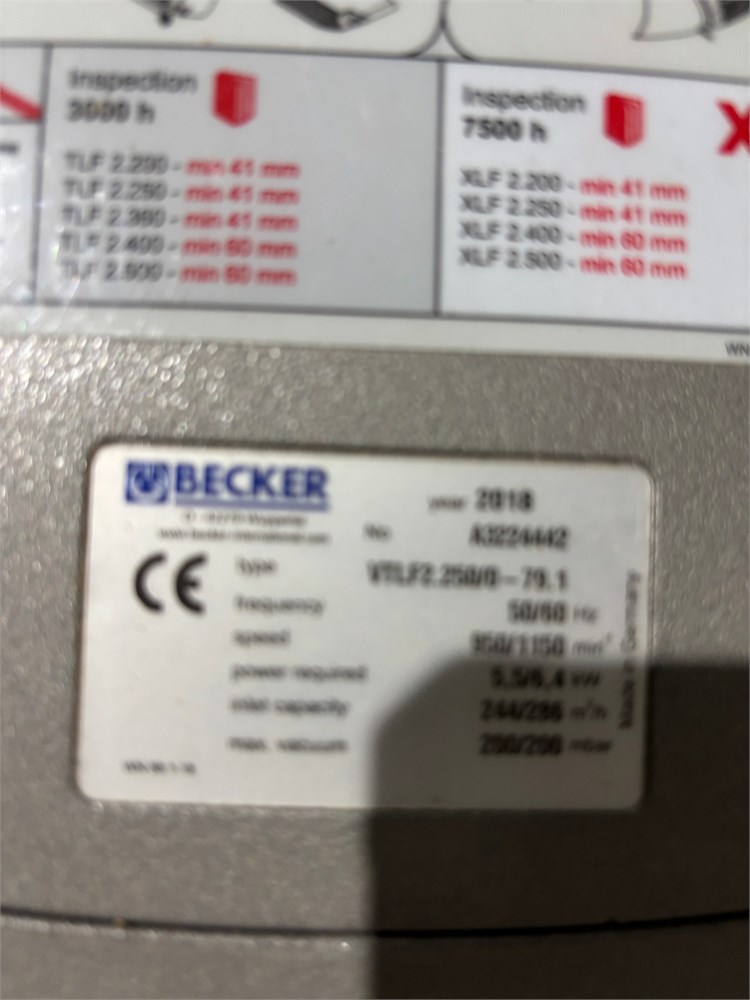 Inspection
3000 h
TLF 2.200 - min 41 mm
TLF 2.250 - min 41 mm
TLF 2.360 - min 41 mm
TLF 2.400 - min 60 mm
TLF 2.500 - min 60 mm
Inspection
7500 h
XLF 2.200 - min 41 mm
XLF 2.250 - min 41 mm
XLF 2.400 - min 60 mm
XLF 2.500 - min 60 mm
X
WN
BECKER
year 2018
No A3224442
CE
type VTLF2.250/0 - 79.1
frequency 50/60 Hz
speed 950/1150 min⁻¹
power required 5,5/6,4 kW
inlet capacity 244/286 m³/h
max. vacuum 200/200 mbar
Made in Germany